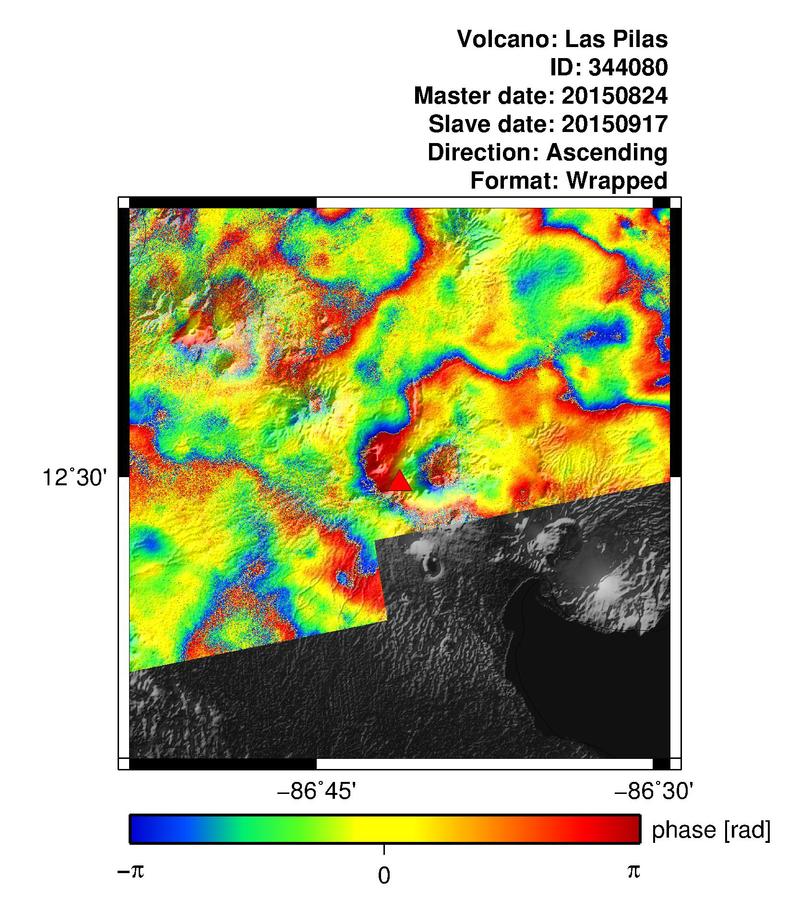 Volcano: Las Pilas
ID: 344080
Master date: 20150824
Slave date: 20150917
Direction: Ascending
Format: Wrapped
12˚30'
−86˚45'
−86˚30'
phase [rad]
−π
0
π